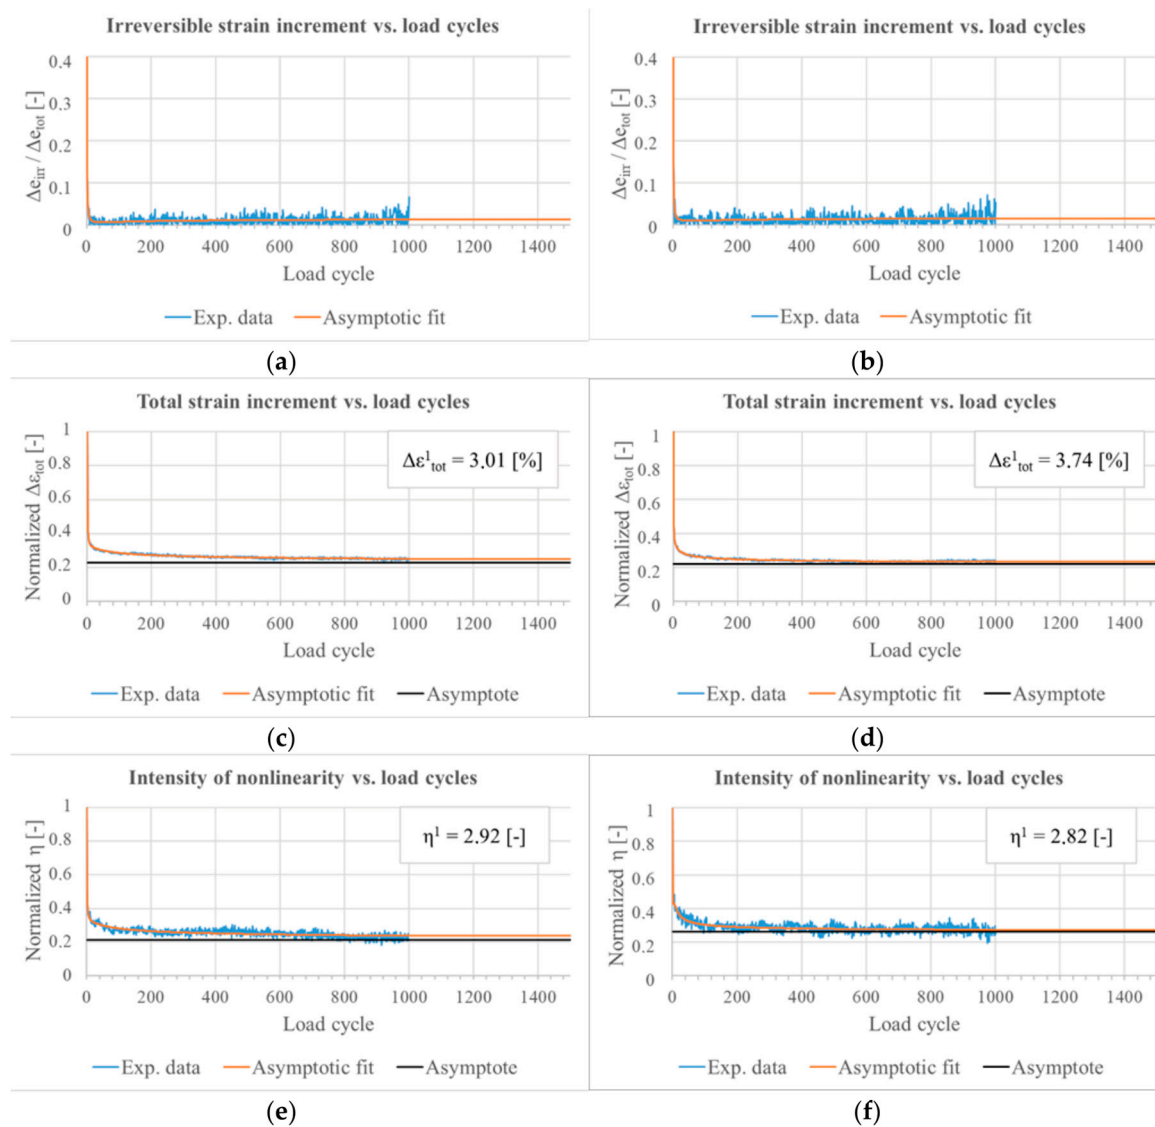 Irreversible strain increment vs. load cycles
Δe_irr / Δe_tot [-]
0.4
0.3
0.2
0.1
0
0 200 400 600 800 1000 1200 1400
Load cycle
Exp. data Asymptotic fit
(a)
Irreversible strain increment vs. load cycles
Δe_irr / Δe_tot [-]
0.4
0.3
0.2
0.1
0
0 200 400 600 800 1000 1200 1400
Load cycle
Exp. data Asymptotic fit
(b)
Total strain increment vs. load cycles
Normalized Δε_tot [-]
1
0.8
0.6
0.4
0.2
0
Δε¹_tot = 3.01 [%]
0 200 400 600 800 1000 1200 1400
Load cycle
Exp. data Asymptotic fit Asymptote
(c)
Total strain increment vs. load cycles
Normalized Δε_tot [-]
1
0.8
0.6
0.4
0.2
0
Δε¹_tot = 3.74 [%]
0 200 400 600 800 1000 1200 1400
Load cycle
Exp. data Asymptotic fit Asymptote
(d)
Intensity of nonlinearity vs. load cycles
Normalized η [-]
1
0.8
0.6
0.4
0.2
0
η¹ = 2.92 [-]
0 200 400 600 800 1000 1200 1400
Load cycle
Exp. data Asymptotic fit Asymptote
(e)
Intensity of nonlinearity vs. load cycles
Normalized η [-]
1
0.8
0.6
0.4
0.2
0
η¹ = 2.82 [-]
0 200 400 600 800 1000 1200 1400
Load cycle
Exp. data Asymptotic fit Asymptote
(f)